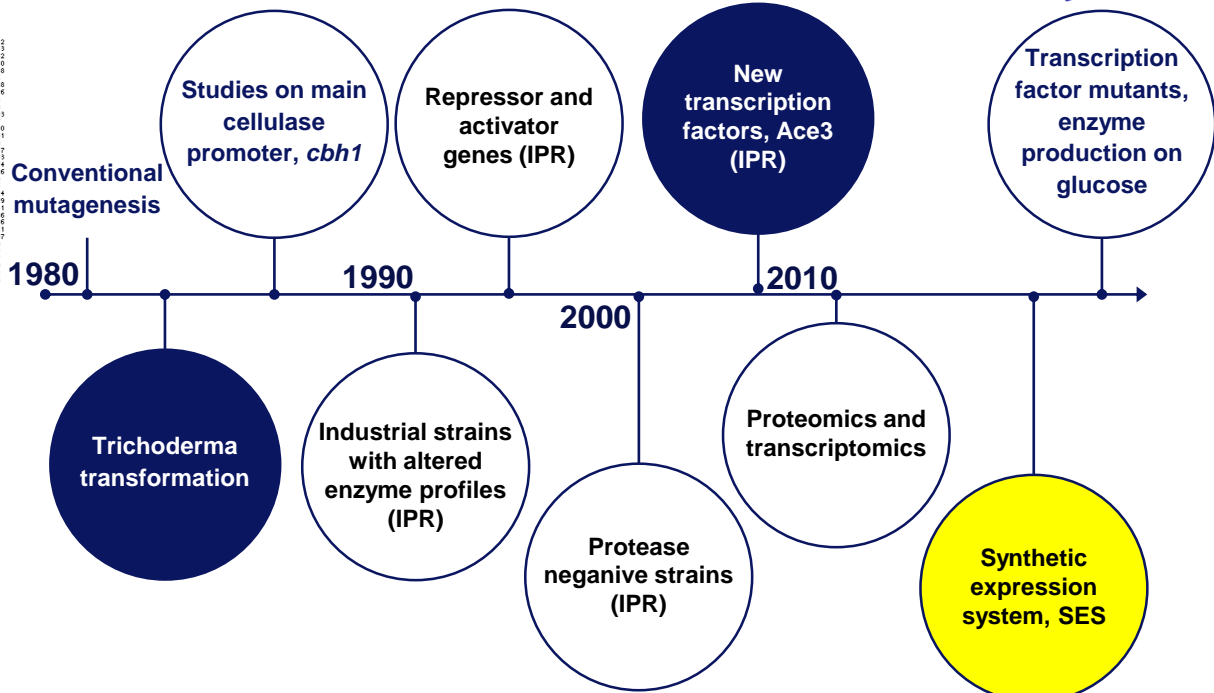 Studies on main
cellulase
promoter, cbh1
Repressor and
activator
genes (IPR)
New
transcription
factors, Ace3
(IPR)
Transcription
factor mutants,
enzyme
production on
glucose
Conventional
mutagenesis
1980
1990
2000
2010
Trichoderma
transformation
Industrial strains
with altered
enzyme profiles
(IPR)
Protease
neganive strains
(IPR)
Proteomics and
transcriptomics
Synthetic
expression
system, SES